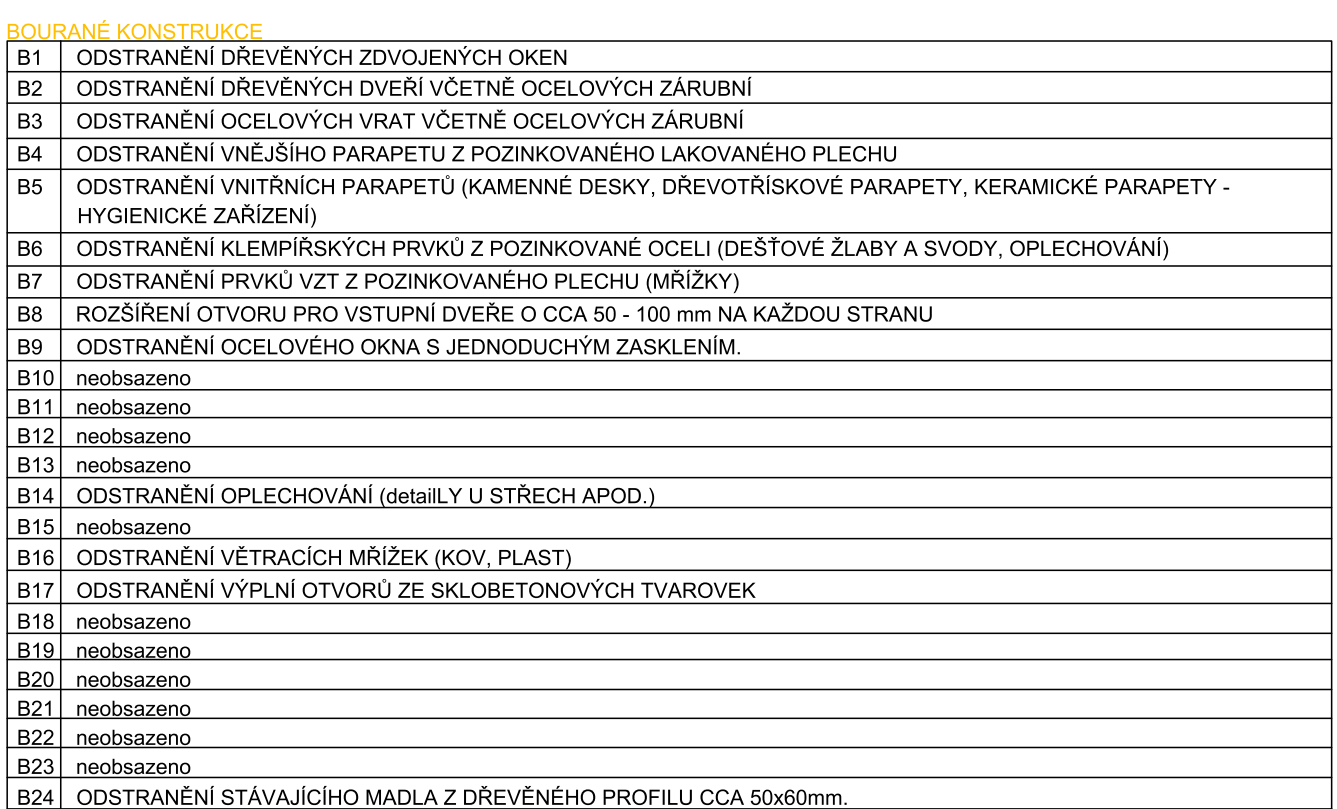 BOURANÉ KONSTRUKCE
B1 ODSTRANĚNÍ DŘEVĚNÝCH ZDVOJENÝCH OKEN
B2 ODSTRANĚNÍ DŘEVĚNÝCH DVEŘÍ VČETNĚ OCELOVÝCH ZÁRUBNÍ
B3 ODSTRANĚNÍ OCELOVÝCH VRAT VČETNĚ OCELOVÝCH ZÁRUBNÍ
B4 ODSTRANĚNÍ VNĚJŠÍHO PARAPETU Z POZINKOVANÉHO LAKOVANÉHO PLECHU
B5 ODSTRANĚNÍ VNITŘNÍCH PARAPETŮ (KAMENNÉ DESKY, DŘEVOTŘÍSKOVÉ PARAPETY, KERAMICKÉ PARAPETY -
HYGIENICKÉ ZAŘÍZENÍ)
B6 ODSTRANĚNÍ KLEMPÍŘSKÝCH PRVKŮ Z POZINKOVANÉ OCELI (DEŠŤOVÉ ŽLABY A SVODY, OPLECHOVÁNÍ)
B7 ODSTRANĚNÍ PRVKŮ VZT Z POZINKOVANÉHO PLECHU (MŘÍŽKY)
B8 ROZŠÍŘENÍ OTVORU PRO VSTUPNÍ DVEŘE O CCA 50 - 100 mm NA KAŽDOU STRANU
B9 ODSTRANĚNÍ OCELOVÉHO OKNA S JEDNODUCHÝM ZASKLENÍM.
B10 neobsazeno
B11 neobsazeno
B12 neobsazeno
B13 neobsazeno
B14 ODSTRANĚNÍ OPLECHOVÁNÍ (detailLY U STŘECH APOD.)
B15 neobsazeno
B16 ODSTRANĚNÍ VĚTRACÍCH MŘÍŽEK (KOV, PLAST)
B17 ODSTRANĚNÍ VÝPLNÍ OTVORŮ ZE SKLOBETONOVÝCH TVAROVEK
B18 neobsazeno
B19 neobsazeno
B20 neobsazeno
B21 neobsazeno
B22 neobsazeno
B23 neobsazeno
B24 ODSTRANĚNÍ STÁVAJÍCÍHO MADLA Z DŘEVĚNÉHO PROFILU CCA 50x60mm.